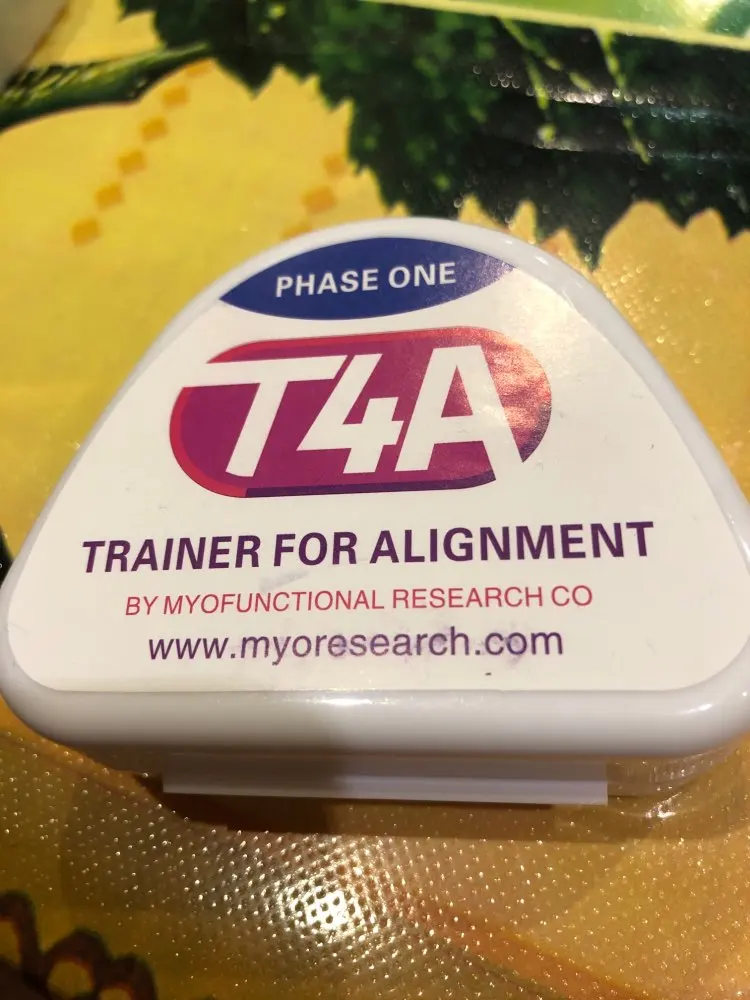 PHASE ONE
T4A
TRAINER FOR ALIGNMENT
BY MYOFUNCTIONAL RESEARCH CO
www.myoresearch.com